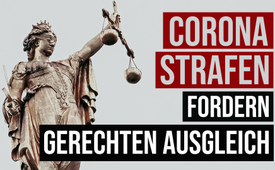 CORONA
STRAFEN
FORDERN
GERECHTEN AUSGLEICH